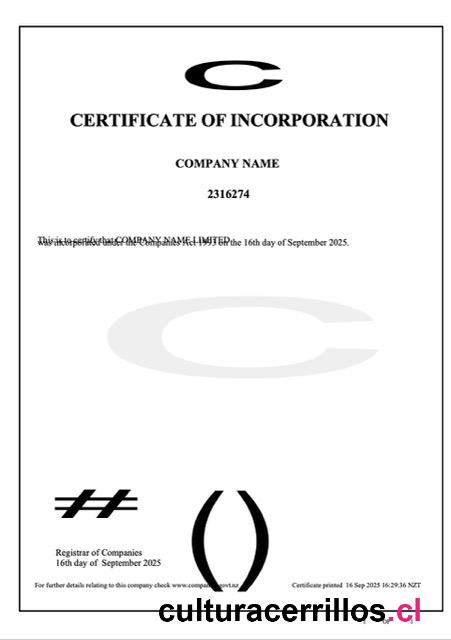 C
CERTIFICATE OF INCORPORATION
COMPANY NAME
2316274
This is to certify that COMPANY NAME LIMITED
was incorporated under the Companies Act 1993 on the 16th day of September 2025.
C
#
()
Registrar of Companies
16th day of September 2025
For further details relating to this company check www.compan govt.nz
Certificate printed 16 Sep 2025 16:29:36 NZT
culturacerrillos.cl